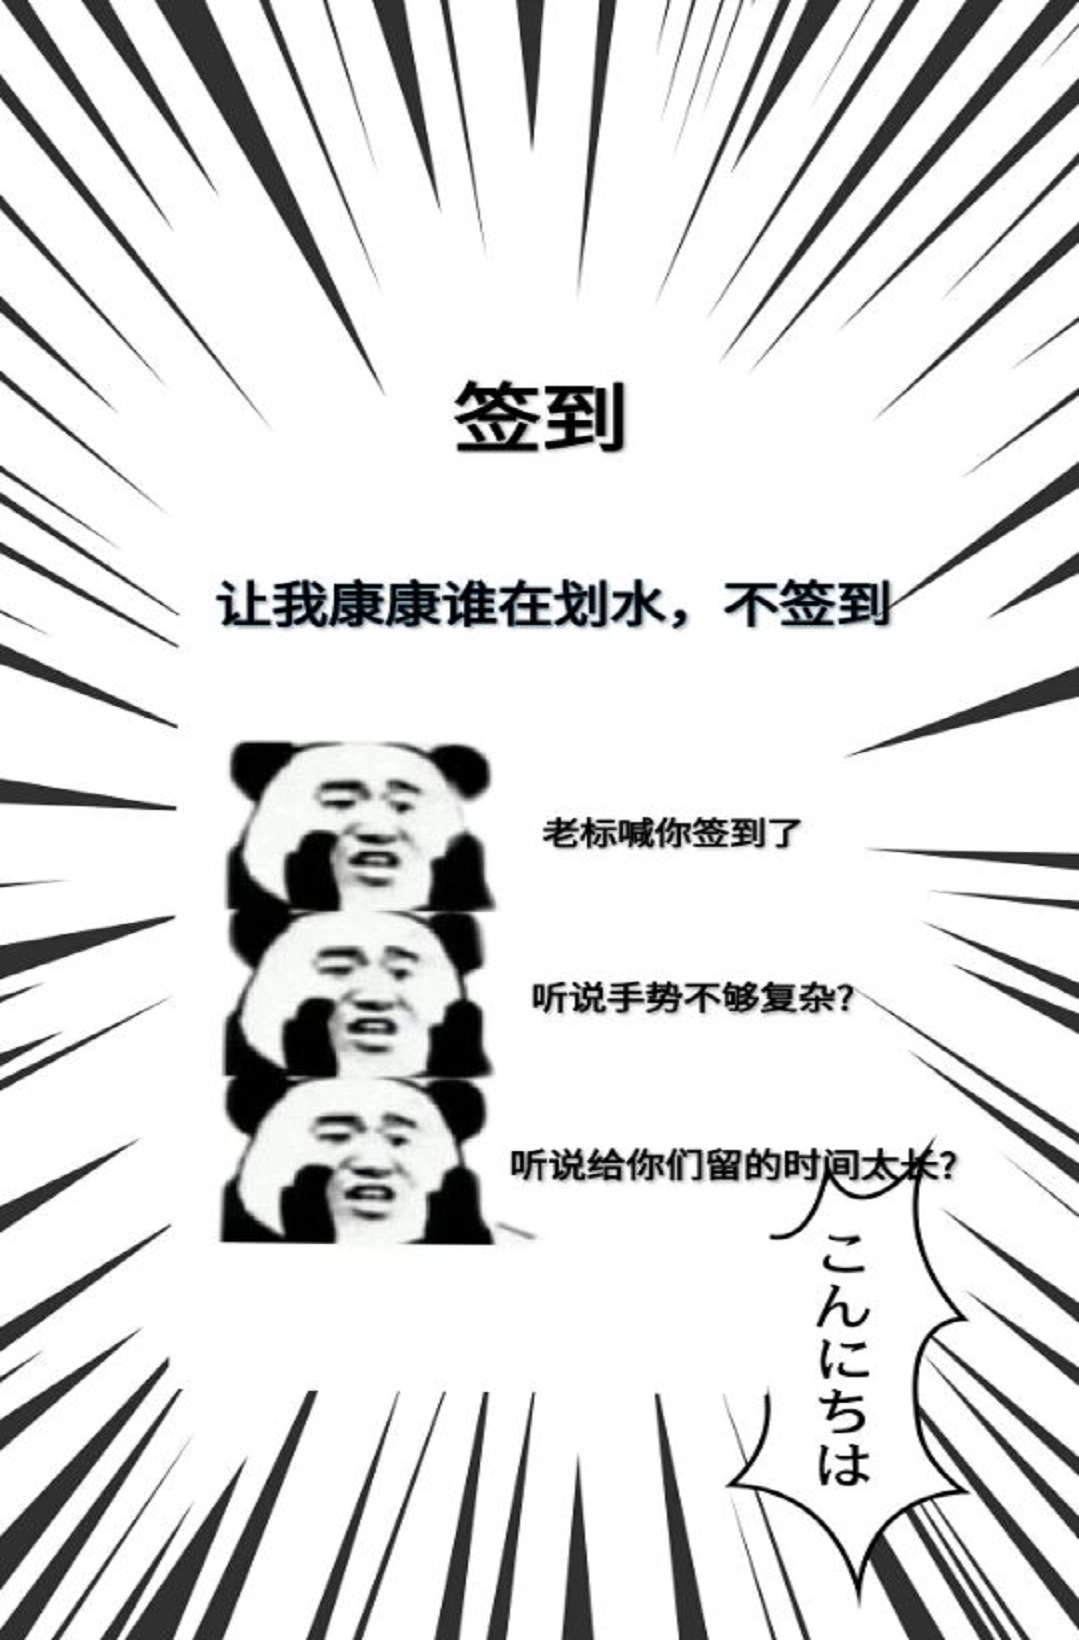 签到
让我康康谁在划水，不签到
老标喊你签到了
听说手势不够复杂？
听说给你们留的时间太长？
こんにちは